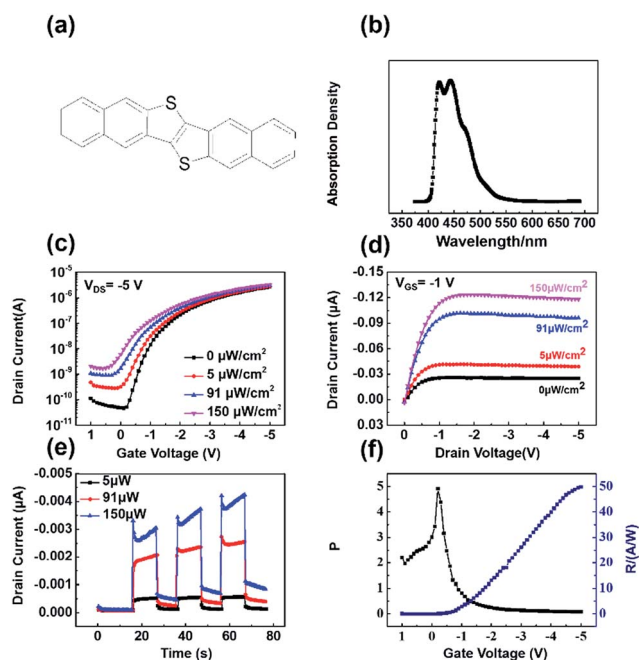 (a)
S
S
(b)
Absorption Density
350 400 450 500 550 600 650 700
Wavelength/nm
(c)
V_DS= -5 V
10⁻⁵
10⁻⁶
10⁻⁷
10⁻⁸
10⁻⁹
10⁻¹⁰
10⁻¹¹
Drain Current(A)
0 μW/cm²
5 μW/cm²
91 μW/cm²
150 μW/cm²
1 0 -1 -2 -3 -4 -5
Gate Voltage (V)
(d)
V_GS= -1 V
-0.15
-0.12
-0.09
-0.06
-0.03
0.00
0.03
Drain Current (μA)
150μW/cm²
91μW/cm²
5μW/cm²
0μW/cm²
0 -1 -2 -3 -4 -5
Drain Voltage(V)
(e)
-0.005
-0.004
-0.003
-0.002
-0.001
0.000
0.001
Drain Current (μA)
5μW
91μW
150μW
0 20 40 60 80
Time (s)
(f)
5
4
3
2
1
0
P
50
40
30
20
10
0
R/(A/W)
1 0 -1 -2 -3 -4 -5
Gate Voltage (V)